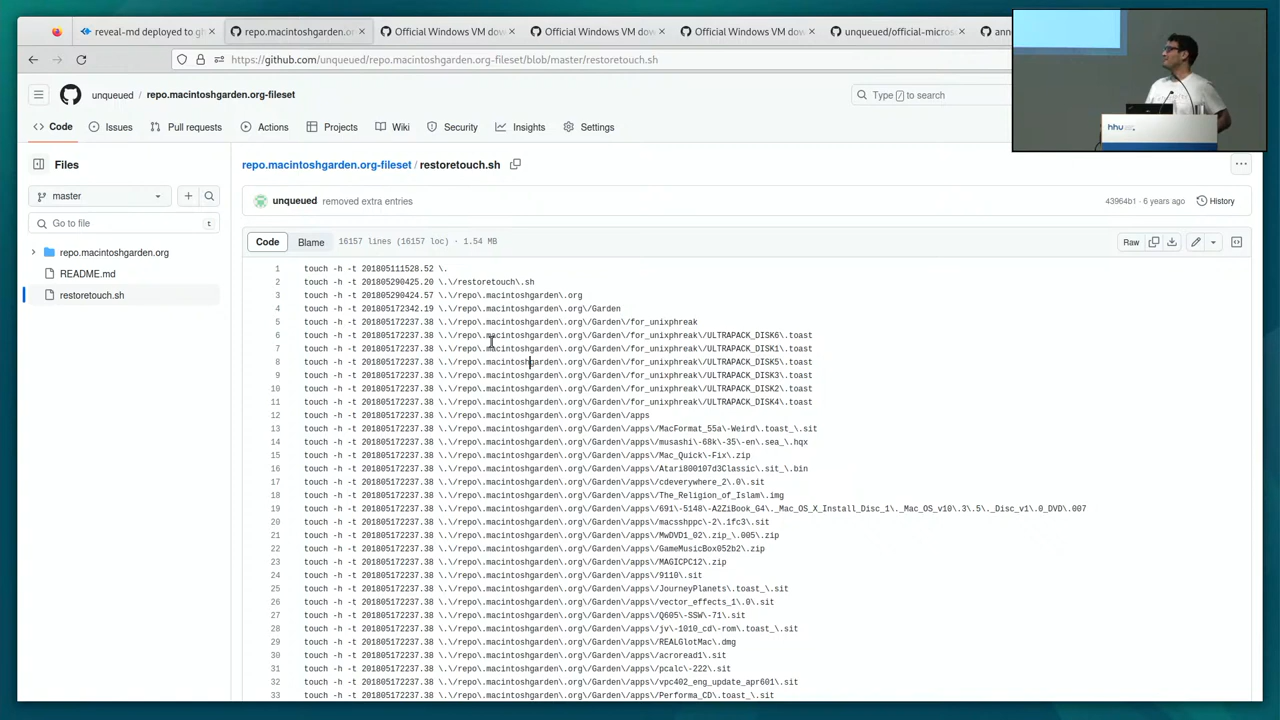 reveal-md deployed to gh
repo.macintoshgarden.org
Official Windows VM dow
Official Windows VM dow
Official Windows VM dow
unqueued/official-micros
ann
https://github.com/unqueued/repo.macintoshgarden.org-fileset/blob/master/restoretouch.sh
unqueued / repo.macintoshgarden.org-fileset
Type / to search
hhu
Code
Issues
Pull requests
Actions
Projects
Wiki
Security
Insights
Settings
Files
repo.macintoshgarden.org-fileset / restoretouch.sh
master
unqueued removed extra entries
43964b1 · 6 years ago
History
Go to file
t
Code
Blame
16157 lines (16157 loc) · 1.54 MB
Raw
repo.macintoshgarden.org
README.md
restoretouch.sh
1 touch -h -t 201805111528.52 \.
2 touch -h -t 201805290425.20 \.\/restoretouch\.sh
3 touch -h -t 201805290424.57 \.\/repo\.macintoshgarden\.org
4 touch -h -t 201805172342.19 \.\/repo\.macintoshgarden\.org\/Garden
5 touch -h -t 201805172237.38 \.\/repo\.macintoshgarden\.org\/Garden\/for_unixphreak
6 touch -h -t 201805172237.38 \.\/repo\.macintoshgarden\.org\/Garden\/for_unixphreak\/ULTRAPACK_DISK6\.toast
7 touch -h -t 201805172237.38 \.\/repo\.macintoshgarden\.org\/Garden\/for_unixphreak\/ULTRAPACK_DISK1\.toast
8 touch -h -t 201805172237.38 \.\/repo\.macintoshgarden\.org\/Garden\/for_unixphreak\/ULTRAPACK_DISK5\.toast
9 touch -h -t 201805172237.38 \.\/repo\.macintoshgarden\.org\/Garden\/for_unixphreak\/ULTRAPACK_DISK3\.toast
10 touch -h -t 201805172237.38 \.\/repo\.macintoshgarden\.org\/Garden\/for_unixphreak\/ULTRAPACK_DISK2\.toast
11 touch -h -t 201805172237.38 \.\/repo\.macintoshgarden\.org\/Garden\/for_unixphreak\/ULTRAPACK_DISK4\.toast
12 touch -h -t 201805172237.38 \.\/repo\.macintoshgarden\.org\/Garden\/apps
13 touch -h -t 201805172237.38 \.\/repo\.macintoshgarden\.org\/Garden\/apps\/MacFormat_55a\-Weird\.toast_\.sit
14 touch -h -t 201805172237.38 \.\/repo\.macintoshgarden\.org\/Garden\/apps\/musashi\-68k\-35\-en\.sea_\.hqx
15 touch -h -t 201805172237.38 \.\/repo\.macintoshgarden\.org\/Garden\/apps\/Mac_Quick\-Fix\.zip
16 touch -h -t 201805172237.38 \.\/repo\.macintoshgarden\.org\/Garden\/apps\/Atari800107d3Classic\.sit_\.bin
17 touch -h -t 201805172237.38 \.\/repo\.macintoshgarden\.org\/Garden\/apps\/cdeverywhere_2\.0\.sit
18 touch -h -t 201805172237.38 \.\/repo\.macintoshgarden\.org\/Garden\/apps\/The_Religion_of_Islam\.img
19 touch -h -t 201805172237.38 \.\/repo\.macintoshgarden\.org\/Garden\/apps\/691\-5148\-A2ZiBook_G4\._Mac_OS_X_Install_Disc_1\._Mac_OS_v10\.3\.5\._Disc_v1\.0_DVD\.007
20 touch -h -t 201805172237.38 \.\/repo\.macintoshgarden\.org\/Garden\/apps\/macsshppc\-2\.1fc3\.sit
21 touch -h -t 201805172237.38 \.\/repo\.macintoshgarden\.org\/Garden\/apps\/MwDVD1_02\.zip_\.005\.zip
22 touch -h -t 201805172237.38 \.\/repo\.macintoshgarden\.org\/Garden\/apps\/GameMusicBox052b2\.zip
23 touch -h -t 201805172237.38 \.\/repo\.macintoshgarden\.org\/Garden\/apps\/MAGICPC12\.zip
24 touch -h -t 201805172237.38 \.\/repo\.macintoshgarden\.org\/Garden\/apps\/9110\.sit
25 touch -h -t 201805172237.38 \.\/repo\.macintoshgarden\.org\/Garden\/apps\/JourneyPlanets\.toast_\.sit
26 touch -h -t 201805172237.38 \.\/repo\.macintoshgarden\.org\/Garden\/apps\/vector_effects_1\.0\.sit
27 touch -h -t 201805172237.38 \.\/repo\.macintoshgarden\.org\/Garden\/apps\/Q605\-SSW\-71\.sit
28 touch -h -t 201805172237.38 \.\/repo\.macintoshgarden\.org\/Garden\/apps\/jv\-1010_cd\-rom\.toast_\.sit
29 touch -h -t 201805172237.38 \.\/repo\.macintoshgarden\.org\/Garden\/apps\/REALGlotMac\.dmg
30 touch -h -t 201805172237.38 \.\/repo\.macintoshgarden\.org\/Garden\/apps\/acroread1\.sit
31 touch -h -t 201805172237.38 \.\/repo\.macintoshgarden\.org\/Garden\/apps\/pcalc\-222\.sit
32 touch -h -t 201805172237.38 \.\/repo\.macintoshgarden\.org\/Garden\/apps\/vpc402_eng_update_apr601\.sit
33 touch -h -t 201805172237.38 \.\/repo\.macintoshgarden\.org\/Garden\/apps\/Performa_CD\.toast_\.sit